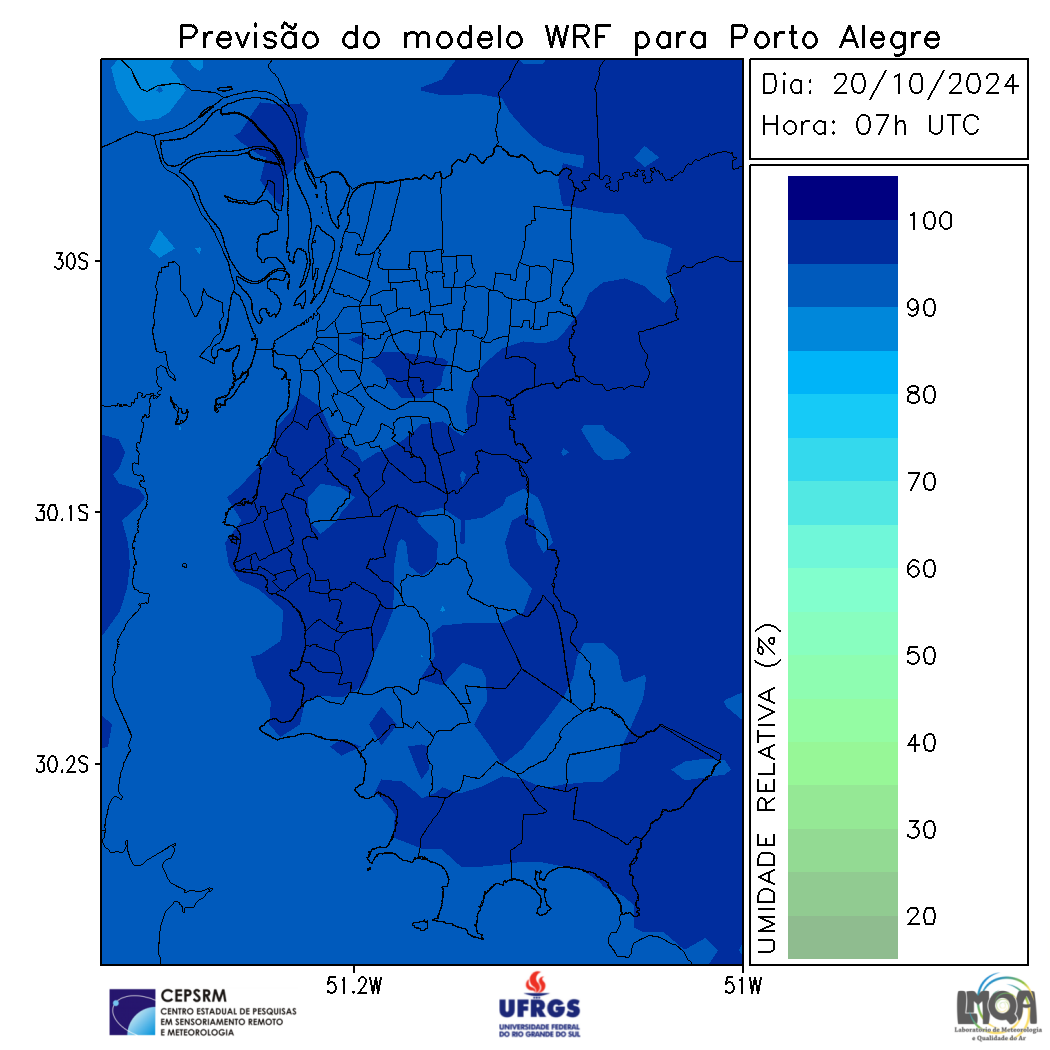 Previsão do modelo WRF para Porto Alegre
Dia: 20/10/2024
Hora: 07h UTC
30S
30.1S
30.2S
51.2W
51W
100
90
80
70
60
50
40
30
20
UMIDADE RELATIVA (%)
CEPSRM
CENTRO ESTADUAL DE PESQUISAS
EM SENSORIAMENTO REMOTO
E METEOROLOGIA
UFRGS
UNIVERSIDADE FEDERAL
DO RIO GRANDE DO SUL
LMQA
Laboratório de Meteorologia
e Qualidade do Ar